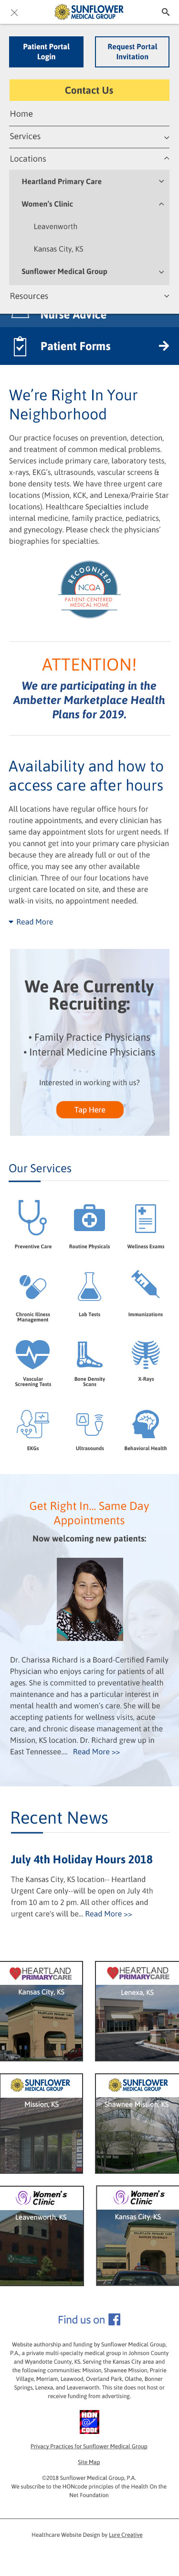 SUNFLOWER
MEDICAL GROUP
Patient Portal
Login
Request Portal
Invitation
Contact Us
Home
Services
Locations
Heartland Primary Care
Women's Clinic
Leavenworth
Kansas City, KS
Sunflower Medical Group
Resources
Nurse Advice
Patient Forms
We're Right In Your
Neighborhood
Our practice focuses on prevention, detection,
and treatment of common medical problems.
Services include primary care, laboratory tests,
x-rays, EKG's, ultrasounds, vascular screens &
bone density tests. We have three urgent care
locations (Mission, KCK, and Lenexa/Prairie Star
locations). Healthcare Specialties include
internal medicine, family practice, pediatrics,
and gynecology. Please check the physicians'
biographies for specialties.
RECOGNIZED
NCQA
PATIENT-CENTERED
MEDICAL HOME
ATTENTION!
We are participating in the
Ambetter Marketplace Health
Plans for 2019.
Availability and how to
access care after hours
All locations have regular office hours for
routine appointments, and every clinician has
same day appointment slots for urgent needs. If
you cannot get into your primary care physician
because they are already full or out of the
office, you may see any other available
clinician. Three of our four locations have
urgent care located on site, and does have
walk-in visits, no appointment needed.
Read More
We Are Currently
Recruiting:
• Family Practice Physicians
• Internal Medicine Physicians
Interested in working with us?
Tap Here
Our Services
Preventive Care
Routine Physicals
Wellness Exams
Chronic Illness
Management
Lab Tests
Immunizations
Vascular
Screening Tests
Bone Density
Scans
X-Rays
EKGs
Ultrasounds
Behavioral Health
Get Right In... Same Day
Appointments
Now welcoming new patients:
Dr. Charissa Richard is a Board-Certified Family
Physician who enjoys caring for patients of all
ages. She is committed to preventative health
maintenance and has a particular interest in
mental health and women's care. She will be
accepting patients for wellness visits, acute
care, and chronic disease management at the
Mission, KS location. Dr. Richard grew up in
East Tennessee.... Read More >>
Recent News
July 4th Holiday Hours 2018
The Kansas City, KS location-- Heartland
Urgent Care only--will be open on July 4th
from 10 am to 2 pm. All other offices and
urgent care's will be... Read More >>
HEARTLAND
PRIMARYCARE
Kansas City, KS
HEARTLAND
PRIMARYCARE
Lenexa, KS
SUNFLOWER
MEDICAL GROUP
Mission, KS
SUNFLOWER
MEDICAL GROUP
Shawnee Mission, KS
Women's
Clinic
Leavenworth, KS
Women's
Clinic
Kansas City, KS
Find us on
Website authorship and funding by Sunflower Medical Group,
P.A., a private multi-specialty medical group in Johnson County
and Wyandotte County, KS. Serving the Kansas City area and
the following communities: Mission, Shawnee Mission, Prairie
Village, Merriam, Leawood, Overland Park, Olathe, Bonner
Springs, Lenexa, and Leavenworth. This site does not host or
receive funding from advertising.
HON
CODE
Privacy Practices for Sunflower Medical Group
Site Map
©2018 Sunflower Medical Group, P.A.
We subscribe to the HONcode principles of the Health On the
Net Foundation
Healthcare Website Design by Lure Creative